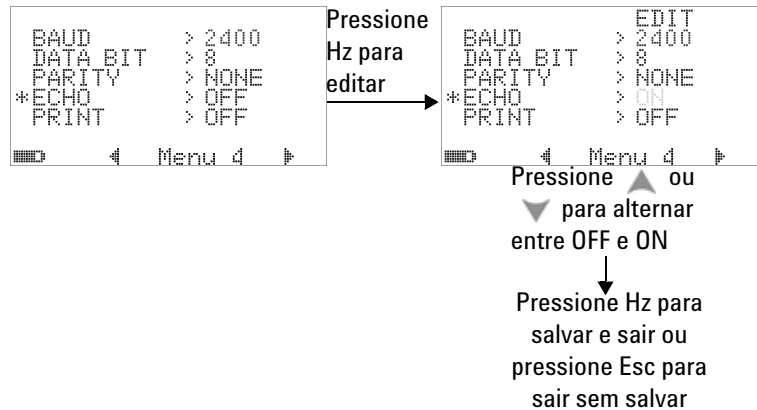 BAUD > 2400
DATA BIT > 8
PARITY > NONE
*ECHO > OFF
PRINT > OFF
Menu 4
Pressione
Hz para
editar
EDIT
BAUD > 2400
DATA BIT > 8
PARITY > NONE
*ECHO > ON
PRINT > OFF
Menu 4
Pressione ou
para alternar
entre OFF e ON
Pressione Hz para
salvar e sair ou
pressione Esc para
sair sem salvar